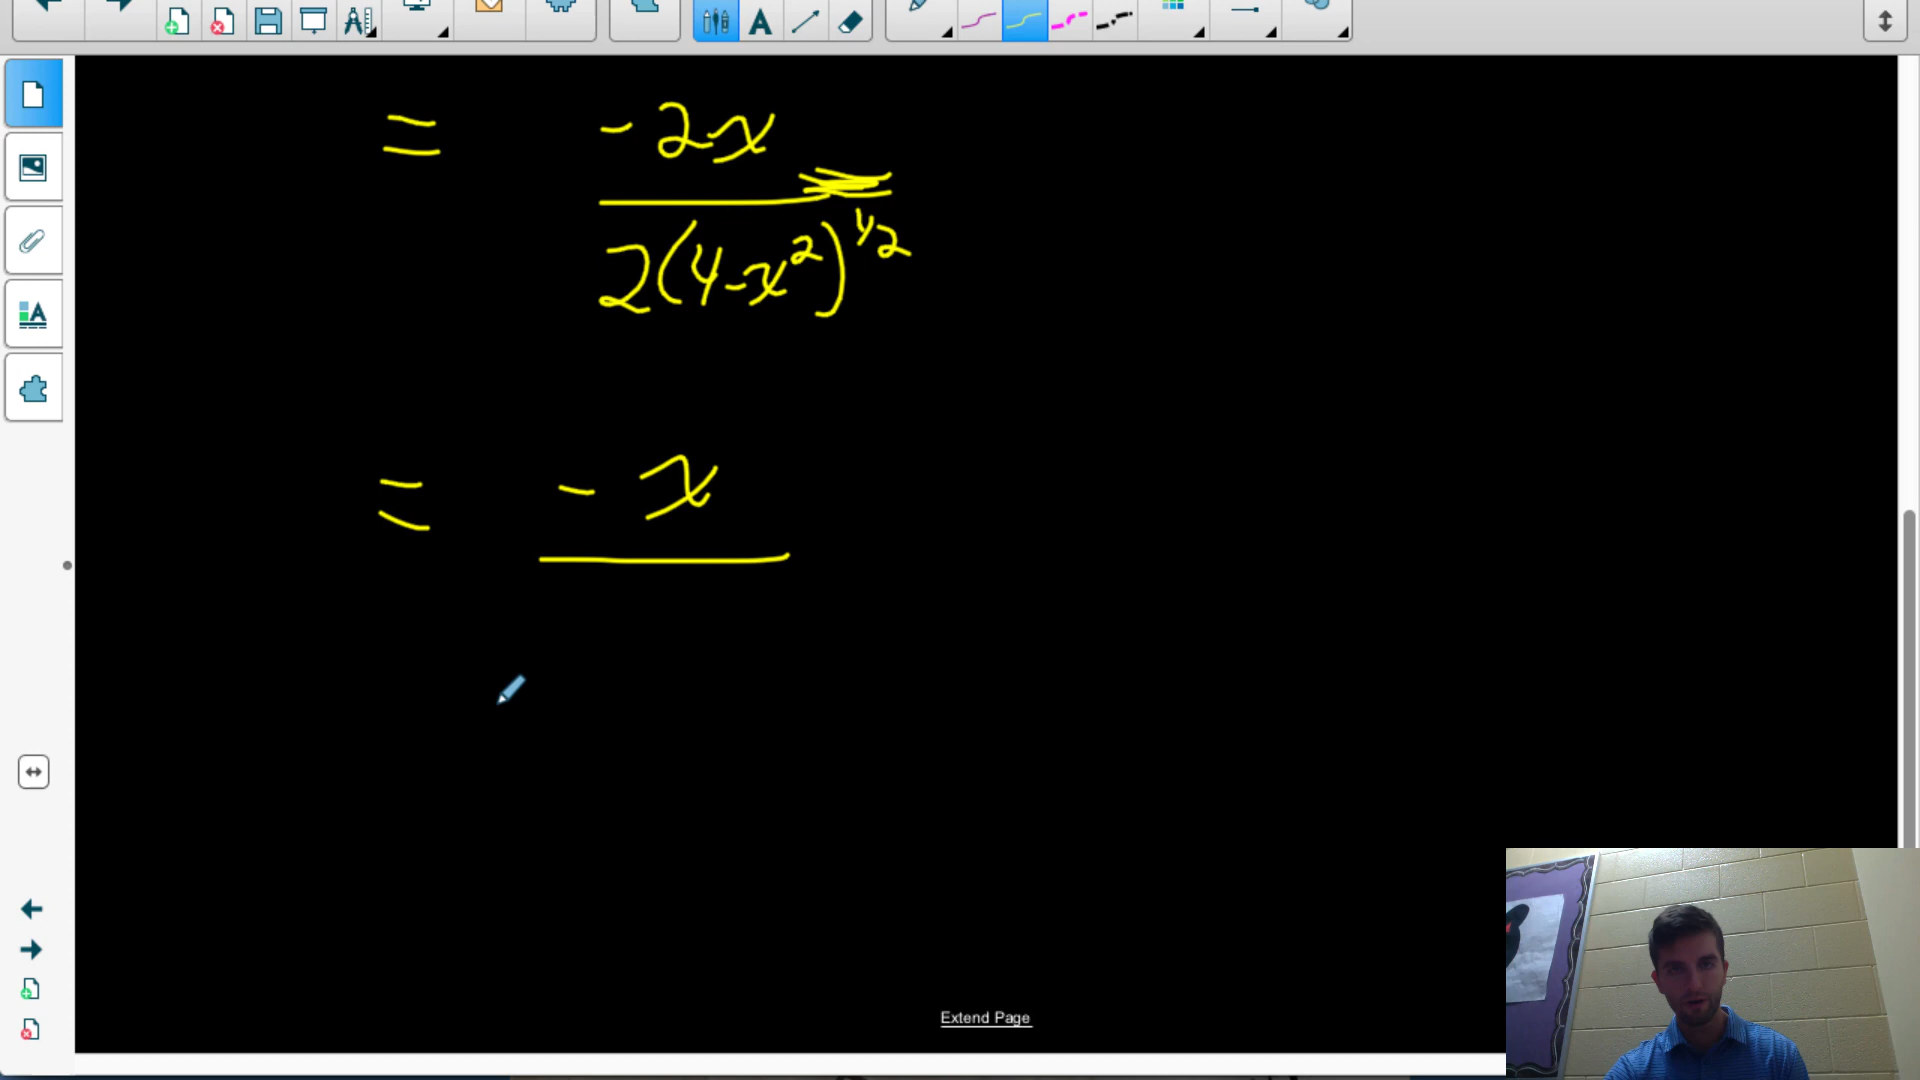 = -2x
2(4-x²)^1/2
= -x
Extend Page